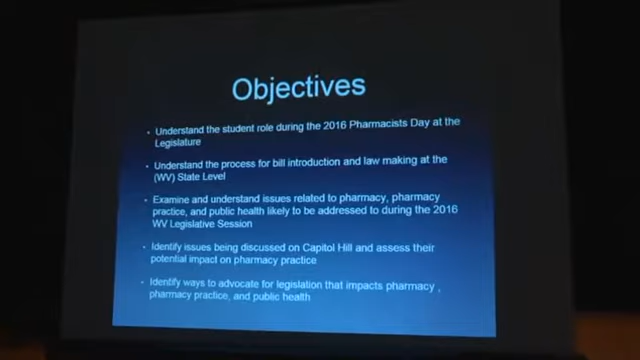 Objectives
• Understand the student role during the 2016 Pharmacists Day at the
Legislature
• Understand the process for bill introduction and law making at the
(WV) State Level
• Examine and understand issues related to pharmacy, pharmacy
practice, and public health likely to be addressed to during the 2016
WV Legislative Session
• Identify issues being discussed on Capitol Hill and assess their
potential impact on pharmacy practice
• Identify ways to advocate for legislation that impacts pharmacy ,
pharmacy practice, and public health